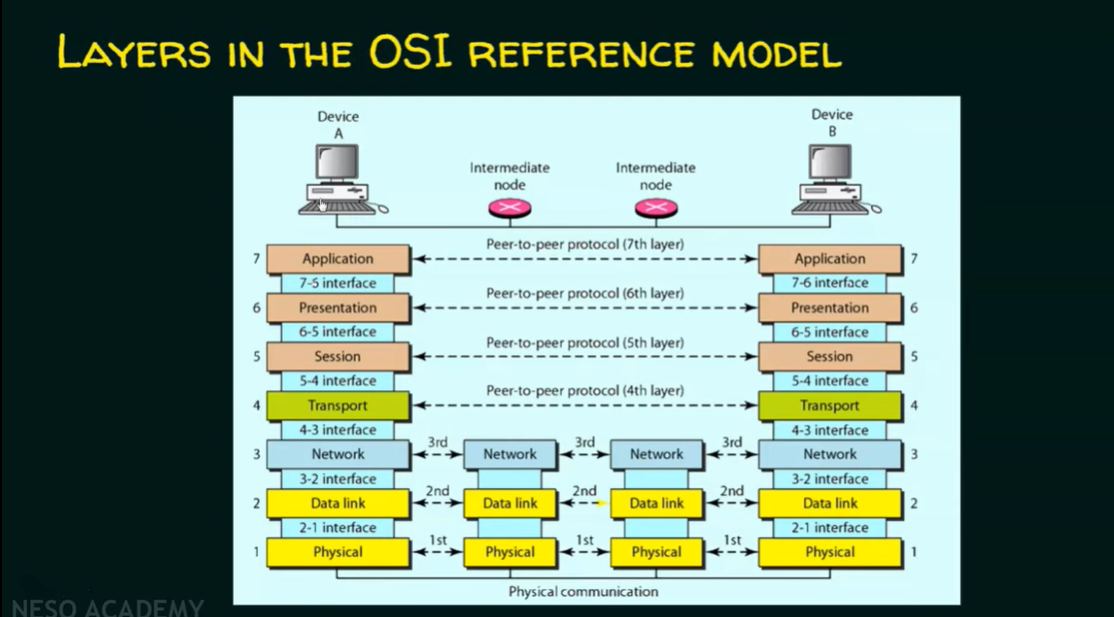 LAYERS IN THE OSI REFERENCE MODEL
Device
A
Device
B
Intermediate
node
Intermediate
node
Peer-to-peer protocol (7th layer)
7 Application Application 7
7-6 interface 7-6 interface
Peer-to-peer protocol (6th layer)
6 Presentation Presentation 6
6-5 interface 6-5 interface
Peer-to-peer protocol (5th layer)
5 Session Session 5
5-4 interface 5-4 interface
Peer-to-peer protocol (4th layer)
4 Transport Transport 4
4-3 interface 4-3 interface
3rd 3rd 3rd
3 Network Network Network Network 3
3-2 interface 3-2 interface
2nd 2nd 2nd
2 Data link Data link Data link Data link 2
2-1 interface 2-1 interface
1st 1st 1st
1 Physical Physical Physical Physical 1
Physical communication
NESO ACADEMY